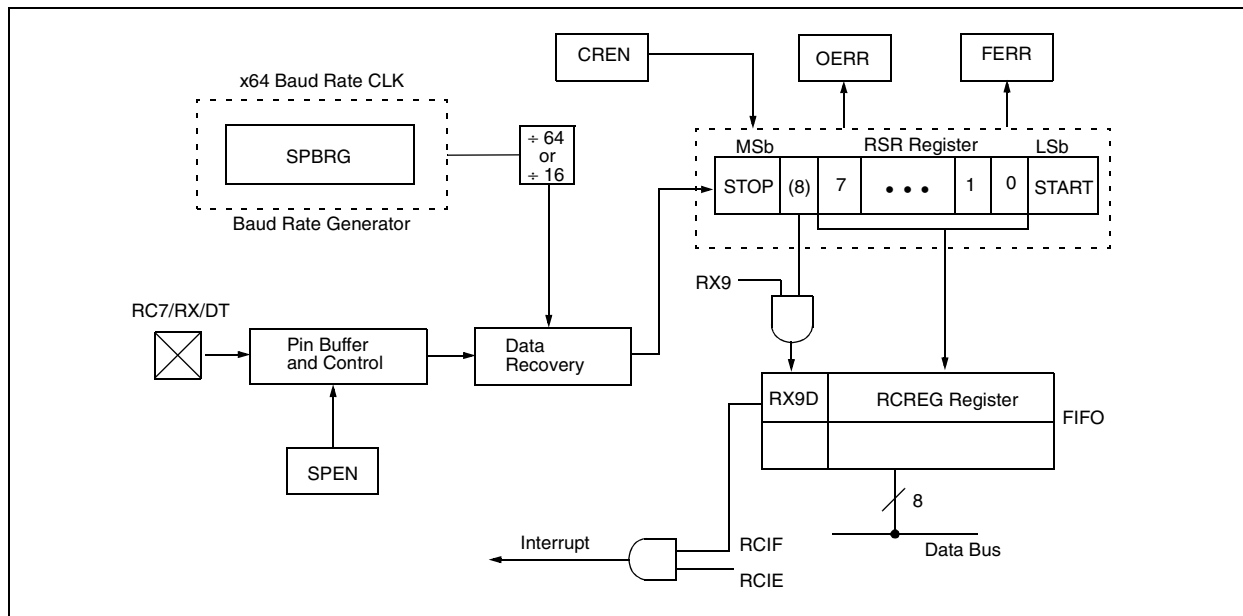 CREN
OERR
FERR
x64 Baud Rate CLK
SPBRG
Baud Rate Generator
÷ 64
or
÷ 16
MSb
RSR Register
LSb
STOP
(8)
7
• • •
1
0
START
RX9
RC7/RX/DT
Pin Buffer
and Control
Data
Recovery
SPEN
RX9D
RCREG Register
FIFO
8
Data Bus
Interrupt
RCIF
RCIE